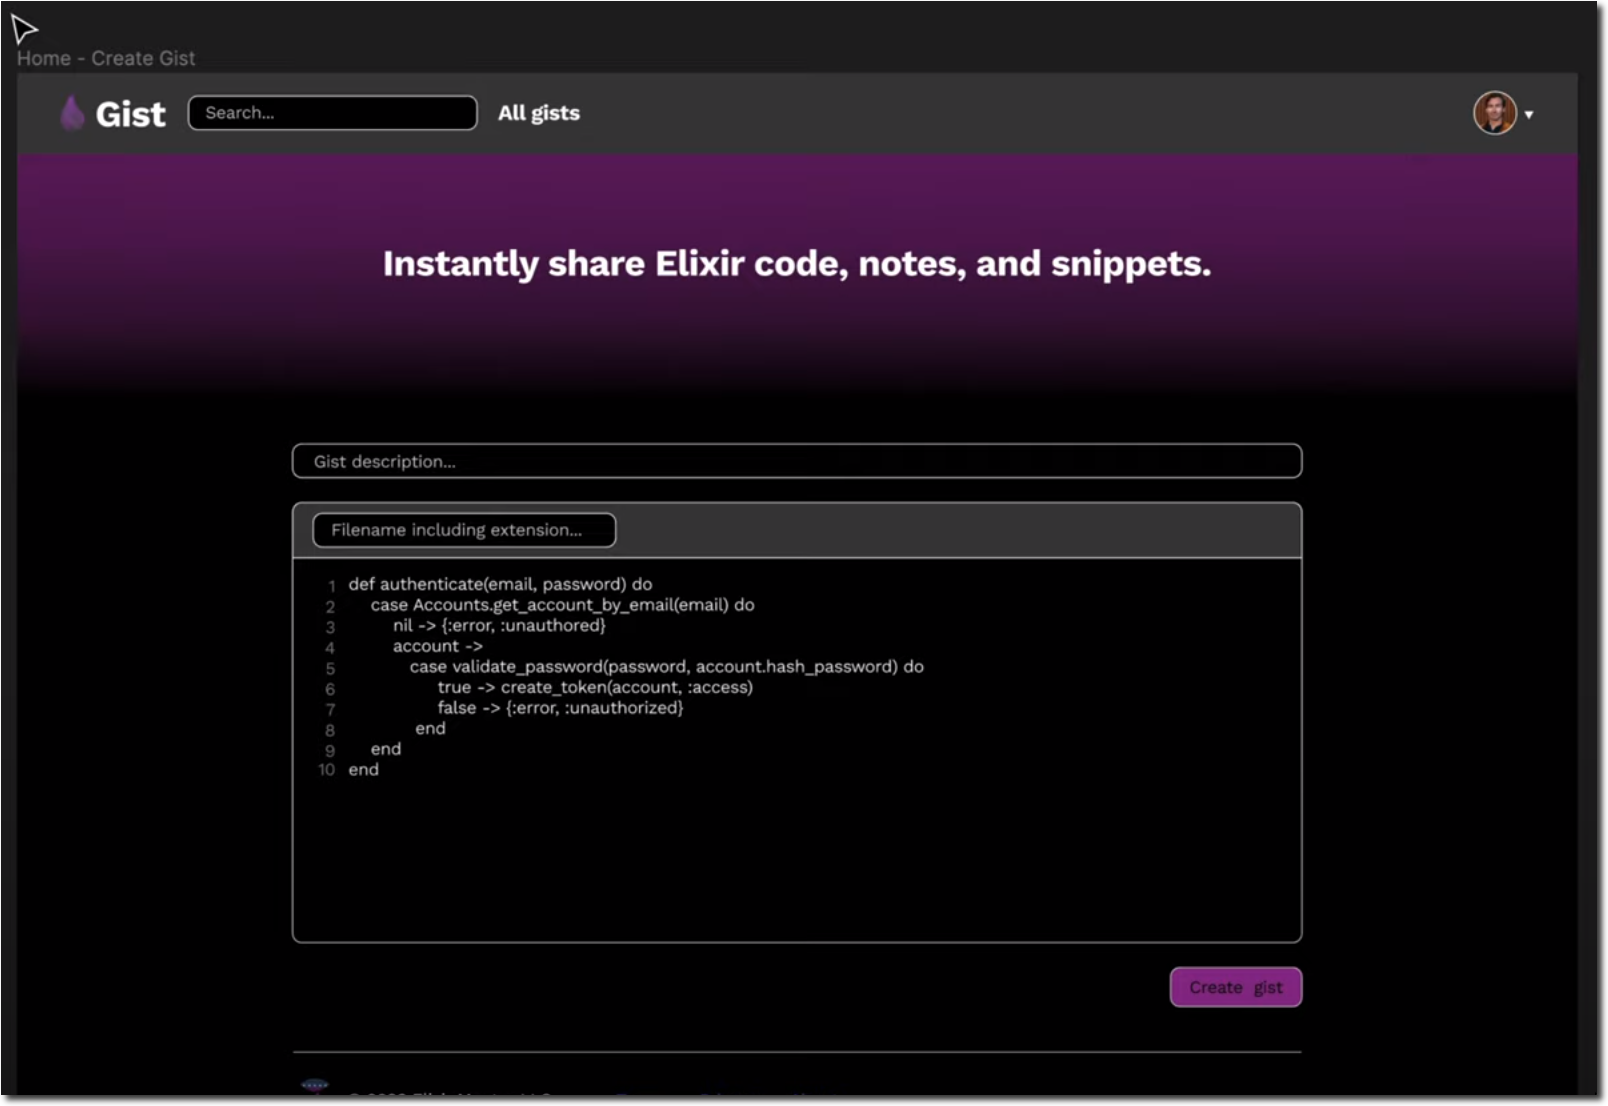 Home - Create Gist
Gist
Search...
All gists
Instantly share Elixir code, notes, and snippets.
Gist description...
Filename including extension...
1 def authenticate(email, password) do
2 case Accounts.get_account_by_email(email) do
3 nil -> {:error, :unauthored}
4 account ->
5 case validate_password(password, account.hash_password) do
6 true -> create_token(account, :access)
7 false -> {:error, :unauthorized}
8 end
9 end
10 end
Create gist